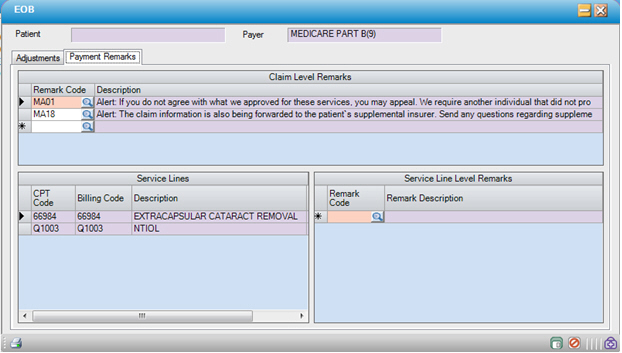 EOB
Patient Payer MEDICARE PART B(9)
Adjustments Payment Remarks
Claim Level Remarks
Remark Code Description
MA01 Alert: If you do not agree with what we approved for these services, you may appeal. We require another individual that did not pro
MA18 Alert: The claim information is also being forwarded to the patient`s supplemental insurer. Send any questions regarding suppleme
Service Lines
CPT Code Billing Code Description
66984 66984 EXTRACAPSULAR CATARACT REMOVAL
Q1003 Q1003 NTIOL
Service Line Level Remarks
Remark Code Remark Description